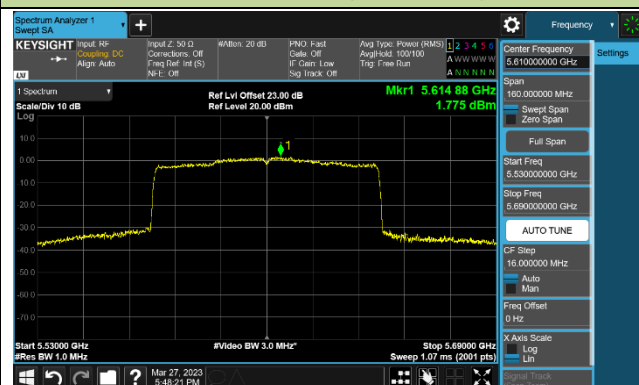 Spectrum Analyzer 1
Swept SA
Frequency
KEYSIGHT
Input: RF
Coupling: DC
Align: Auto
Input Z: 50 Ω
Corrections: Off
Freq Ref: Int (S)
NFE: Off
#Atten: 20 dB
PNO: Fast
Gate: Off
IF Gain: Low
Sig Track: Off
Avg Type: Power (RMS)
Avg|Hold: 100/100
Trig: Free Run
1 2 3 4 5 6
A W W W W W
A N N N N N
LXI
1 Spectrum
Scale/Div 10 dB
Log
Ref Lvl Offset 23.00 dB
Ref Level 20.00 dBm
Mkr1 5.614 88 GHz
1.775 dBm
1
10.0
0.00
-10.0
-20.0
-30.0
-40.0
-50.0
-60.0
-70.0
Start 5.53000 GHz
#Res BW 1.0 MHz
#Video BW 3.0 MHz*
Stop 5.69000 GHz
Sweep 1.07 ms (2001 pts)
Mar 27, 2023
5:48:21 PM
Center Frequency
5.610000000 GHz
Settings
Span
160.000000 MHz
Swept Span
Zero Span
Full Span
Start Freq
5.530000000 GHz
Stop Freq
5.690000000 GHz
AUTO TUNE
CF Step
16.000000 MHz
Auto
Man
Freq Offset
0 Hz
X Axis Scale
Log
Lin
Signal Track